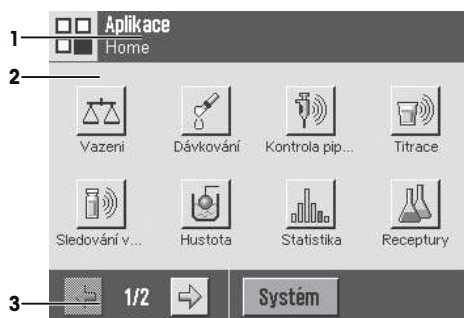 Aplikace
1
Home
2
Vazeni
Dávkování
Kontrola pip...
Titrace
Sledování v...
Hustota
Statistika
Receptury
3
1/2
Systém